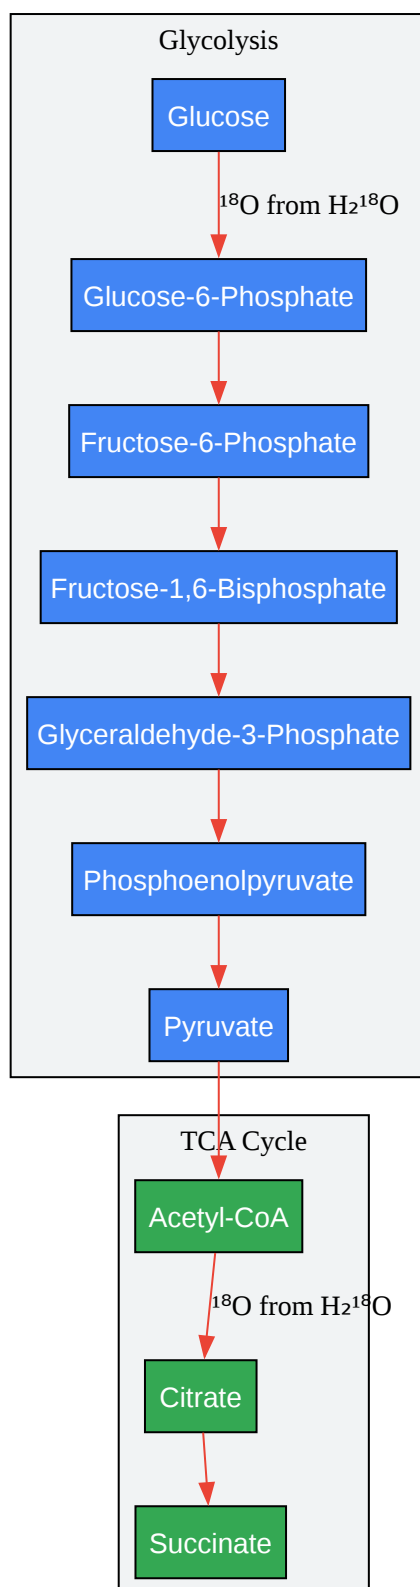 Glycolysis
Glucose
¹⁸O from H₂¹⁸O
Glucose-6-Phosphate
Fructose-6-Phosphate
Fructose-1,6-Bisphosphate
Glyceraldehyde-3-Phosphate
Phosphoenolpyruvate
Pyruvate
TCA Cycle
Acetyl-CoA
¹⁸O from H₂¹⁸O
Citrate
Succinate